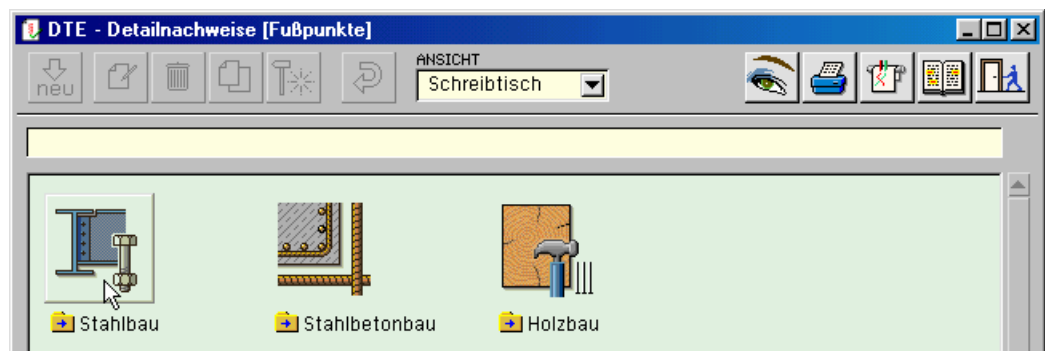 DTE - Detailnachweise [Fußpunkte]
neu
ANSICHT
Schreibtisch
Stahlbau
Stahlbetonbau
Holzbau